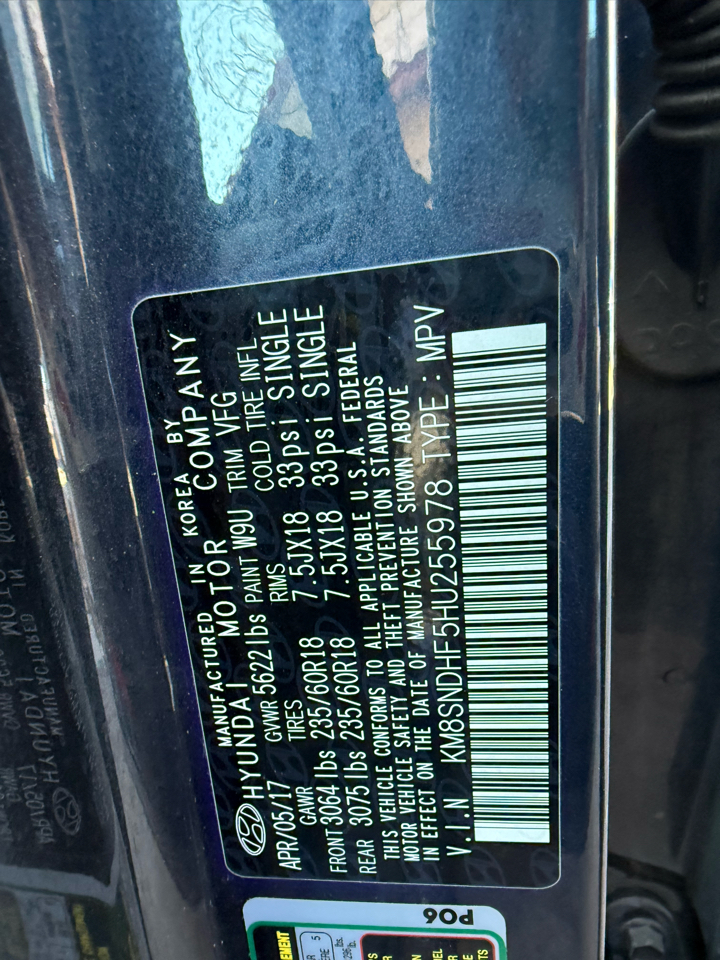 MANUFACTURED IN KOREA BY
HYUNDAI MOTOR COMPANY
APR/05/17 GVWR 5622 lbs PAINT W9U TRIM VFG
GAWR TIRES RIMS COLD TIRE INFL
FRONT 3064 lbs 235/60R18 7.5JX18 33psi SINGLE
REAR 3075 lbs 235/60R18 7.5JX18 33psi SINGLE
THIS VEHICLE CONFORMS TO ALL APPLICABLE U.S.A. FEDERAL
MOTOR VEHICLE SAFETY AND THEFT PREVENTION STANDARDS
IN EFFECT ON THE DATE OF MANUFACTURE SHOWN ABOVE
V.I.N KM8SNDHF5HU255978 TYPE : MPV
P06